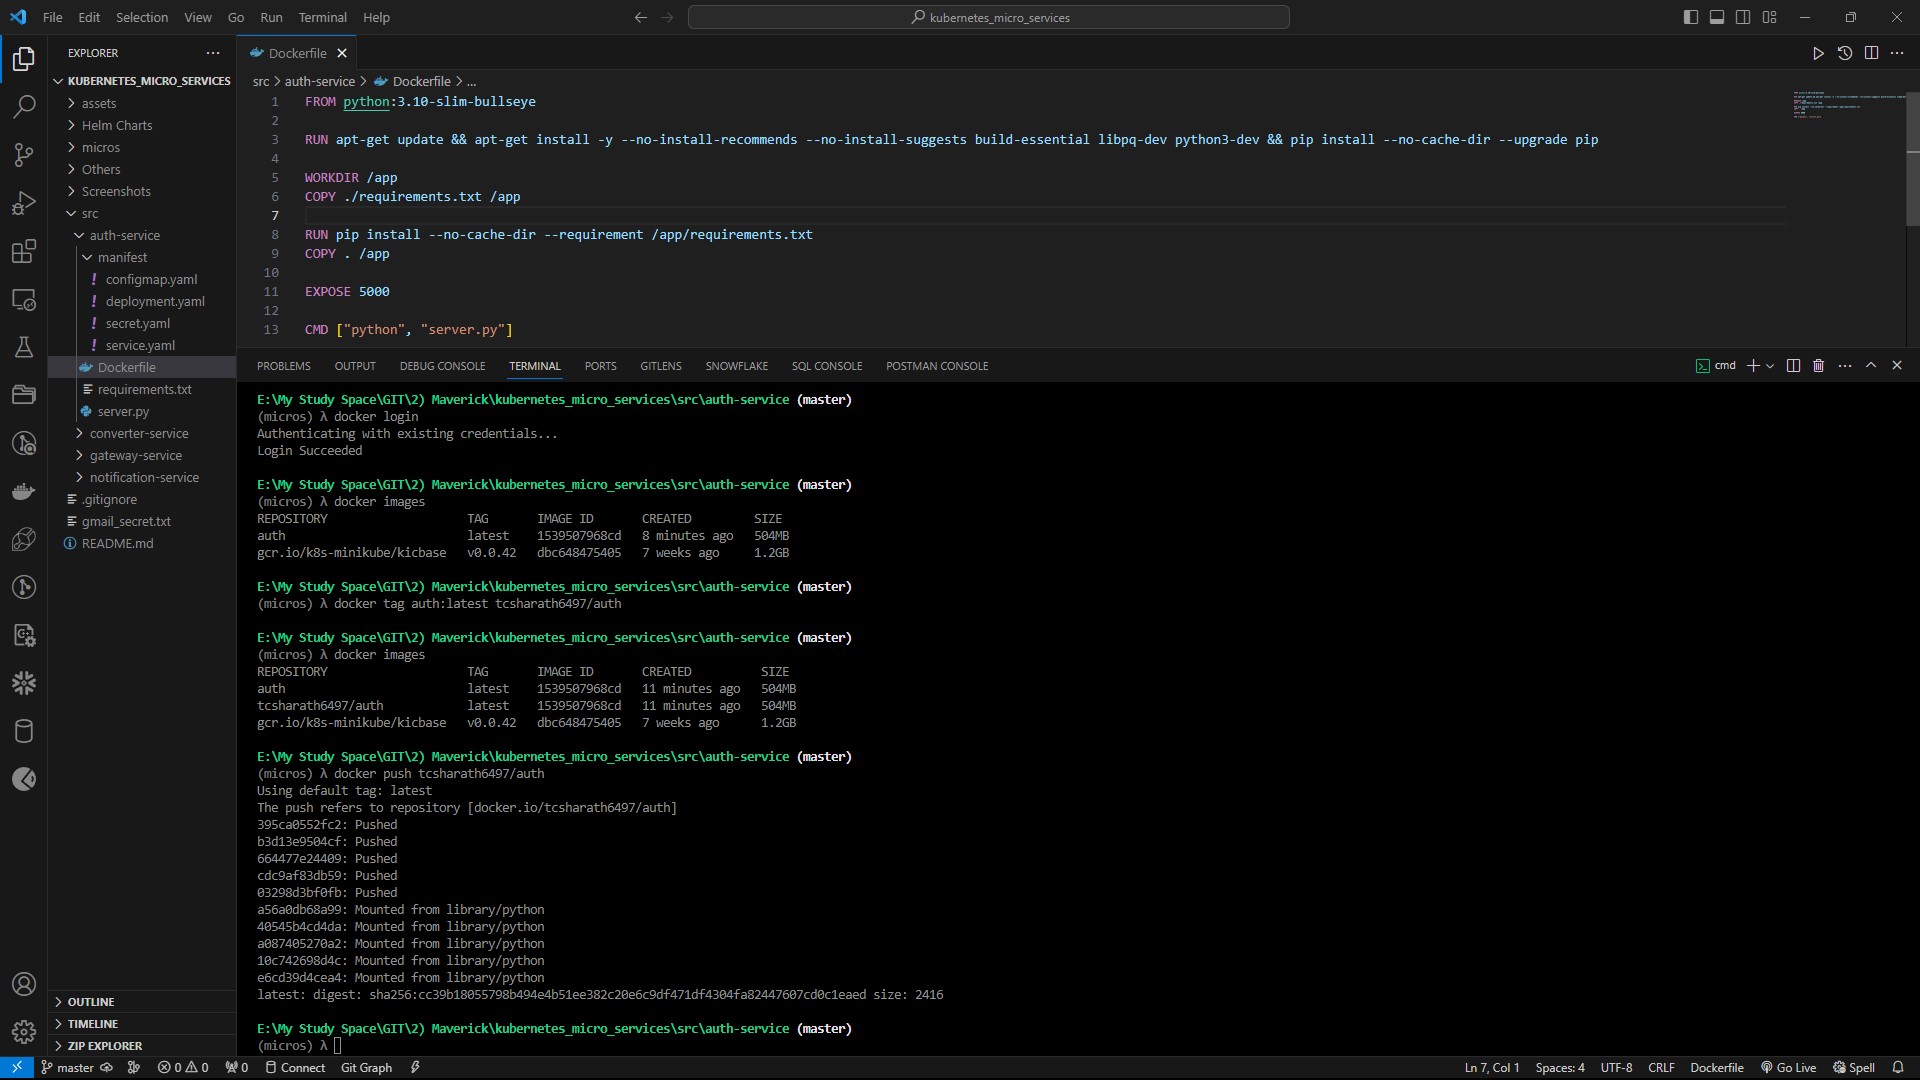 File Edit Selection View Go Run Terminal Help
kubernetes_micro_services
EXPLORER
KUBERNETES_MICRO_SERVICES
assets
Helm Charts
micros
Others
Screenshots
src
auth-service
manifest
configmap.yaml
deployment.yaml
secret.yaml
service.yaml
Dockerfile
requirements.txt
server.py
converter-service
gateway-service
notification-service
.gitignore
gmail_secret.txt
README.md
OUTLINE
TIMELINE
ZIP EXPLORER
Dockerfile
src > auth-service > Dockerfile > ...
1 FROM python:3.10-slim-bullseye
2
3 RUN apt-get update && apt-get install -y --no-install-recommends --no-install-suggests build-essential libpq-dev python3-dev && pip install --no-cache-dir --upgrade pip
4
5 WORKDIR /app
6 COPY ./requirements.txt /app
7
8 RUN pip install --no-cache-dir --requirement /app/requirements.txt
9 COPY . /app
10
11 EXPOSE 5000
12
13 CMD ["python", "server.py"]
PROBLEMS OUTPUT DEBUG CONSOLE TERMINAL PORTS GITLENS SNOWFLAKE SQL CONSOLE POSTMAN CONSOLE
cmd
E:\My Study Space\GIT\2) Maverick\kubernetes_micro_services\src\auth-service (master)
(micros) λ docker login
Authenticating with existing credentials...
Login Succeeded
E:\My Study Space\GIT\2) Maverick\kubernetes_micro_services\src\auth-service (master)
(micros) λ docker images
REPOSITORY TAG IMAGE ID CREATED SIZE
auth latest 1539507968cd 8 minutes ago 504MB
gcr.io/k8s-minikube/kicbase v0.0.42 dbc648475405 7 weeks ago 1.2GB
E:\My Study Space\GIT\2) Maverick\kubernetes_micro_services\src\auth-service (master)
(micros) λ docker tag auth:latest tcsharath6497/auth
E:\My Study Space\GIT\2) Maverick\kubernetes_micro_services\src\auth-service (master)
(micros) λ docker images
REPOSITORY TAG IMAGE ID CREATED SIZE
auth latest 1539507968cd 11 minutes ago 504MB
tcsharath6497/auth latest 1539507968cd 11 minutes ago 504MB
gcr.io/k8s-minikube/kicbase v0.0.42 dbc648475405 7 weeks ago 1.2GB
E:\My Study Space\GIT\2) Maverick\kubernetes_micro_services\src\auth-service (master)
(micros) λ docker push tcsharath6497/auth
Using default tag: latest
The push refers to repository [docker.io/tcsharath6497/auth]
395ca0552fc2: Pushed
b3d13e9504cf: Pushed
664477e24409: Pushed
cdc9af83db59: Pushed
03298d3bf0fb: Pushed
a56a0db68a99: Mounted from library/python
40545b4cd4da: Mounted from library/python
a087405270a2: Mounted from library/python
10c742698d4c: Mounted from library/python
e6cd39d4cea4: Mounted from library/python
latest: digest: sha256:cc39b18055798b494e4b51ee382c20e6c9df471df4304fa82447607cd0c1eaed size: 2416
E:\My Study Space\GIT\2) Maverick\kubernetes_micro_services\src\auth-service (master)
(micros) λ
master 0 0 0 Connect Git Graph Ln 7, Col 1 Spaces: 4 UTF-8 CRLF Dockerfile Go Live Spell